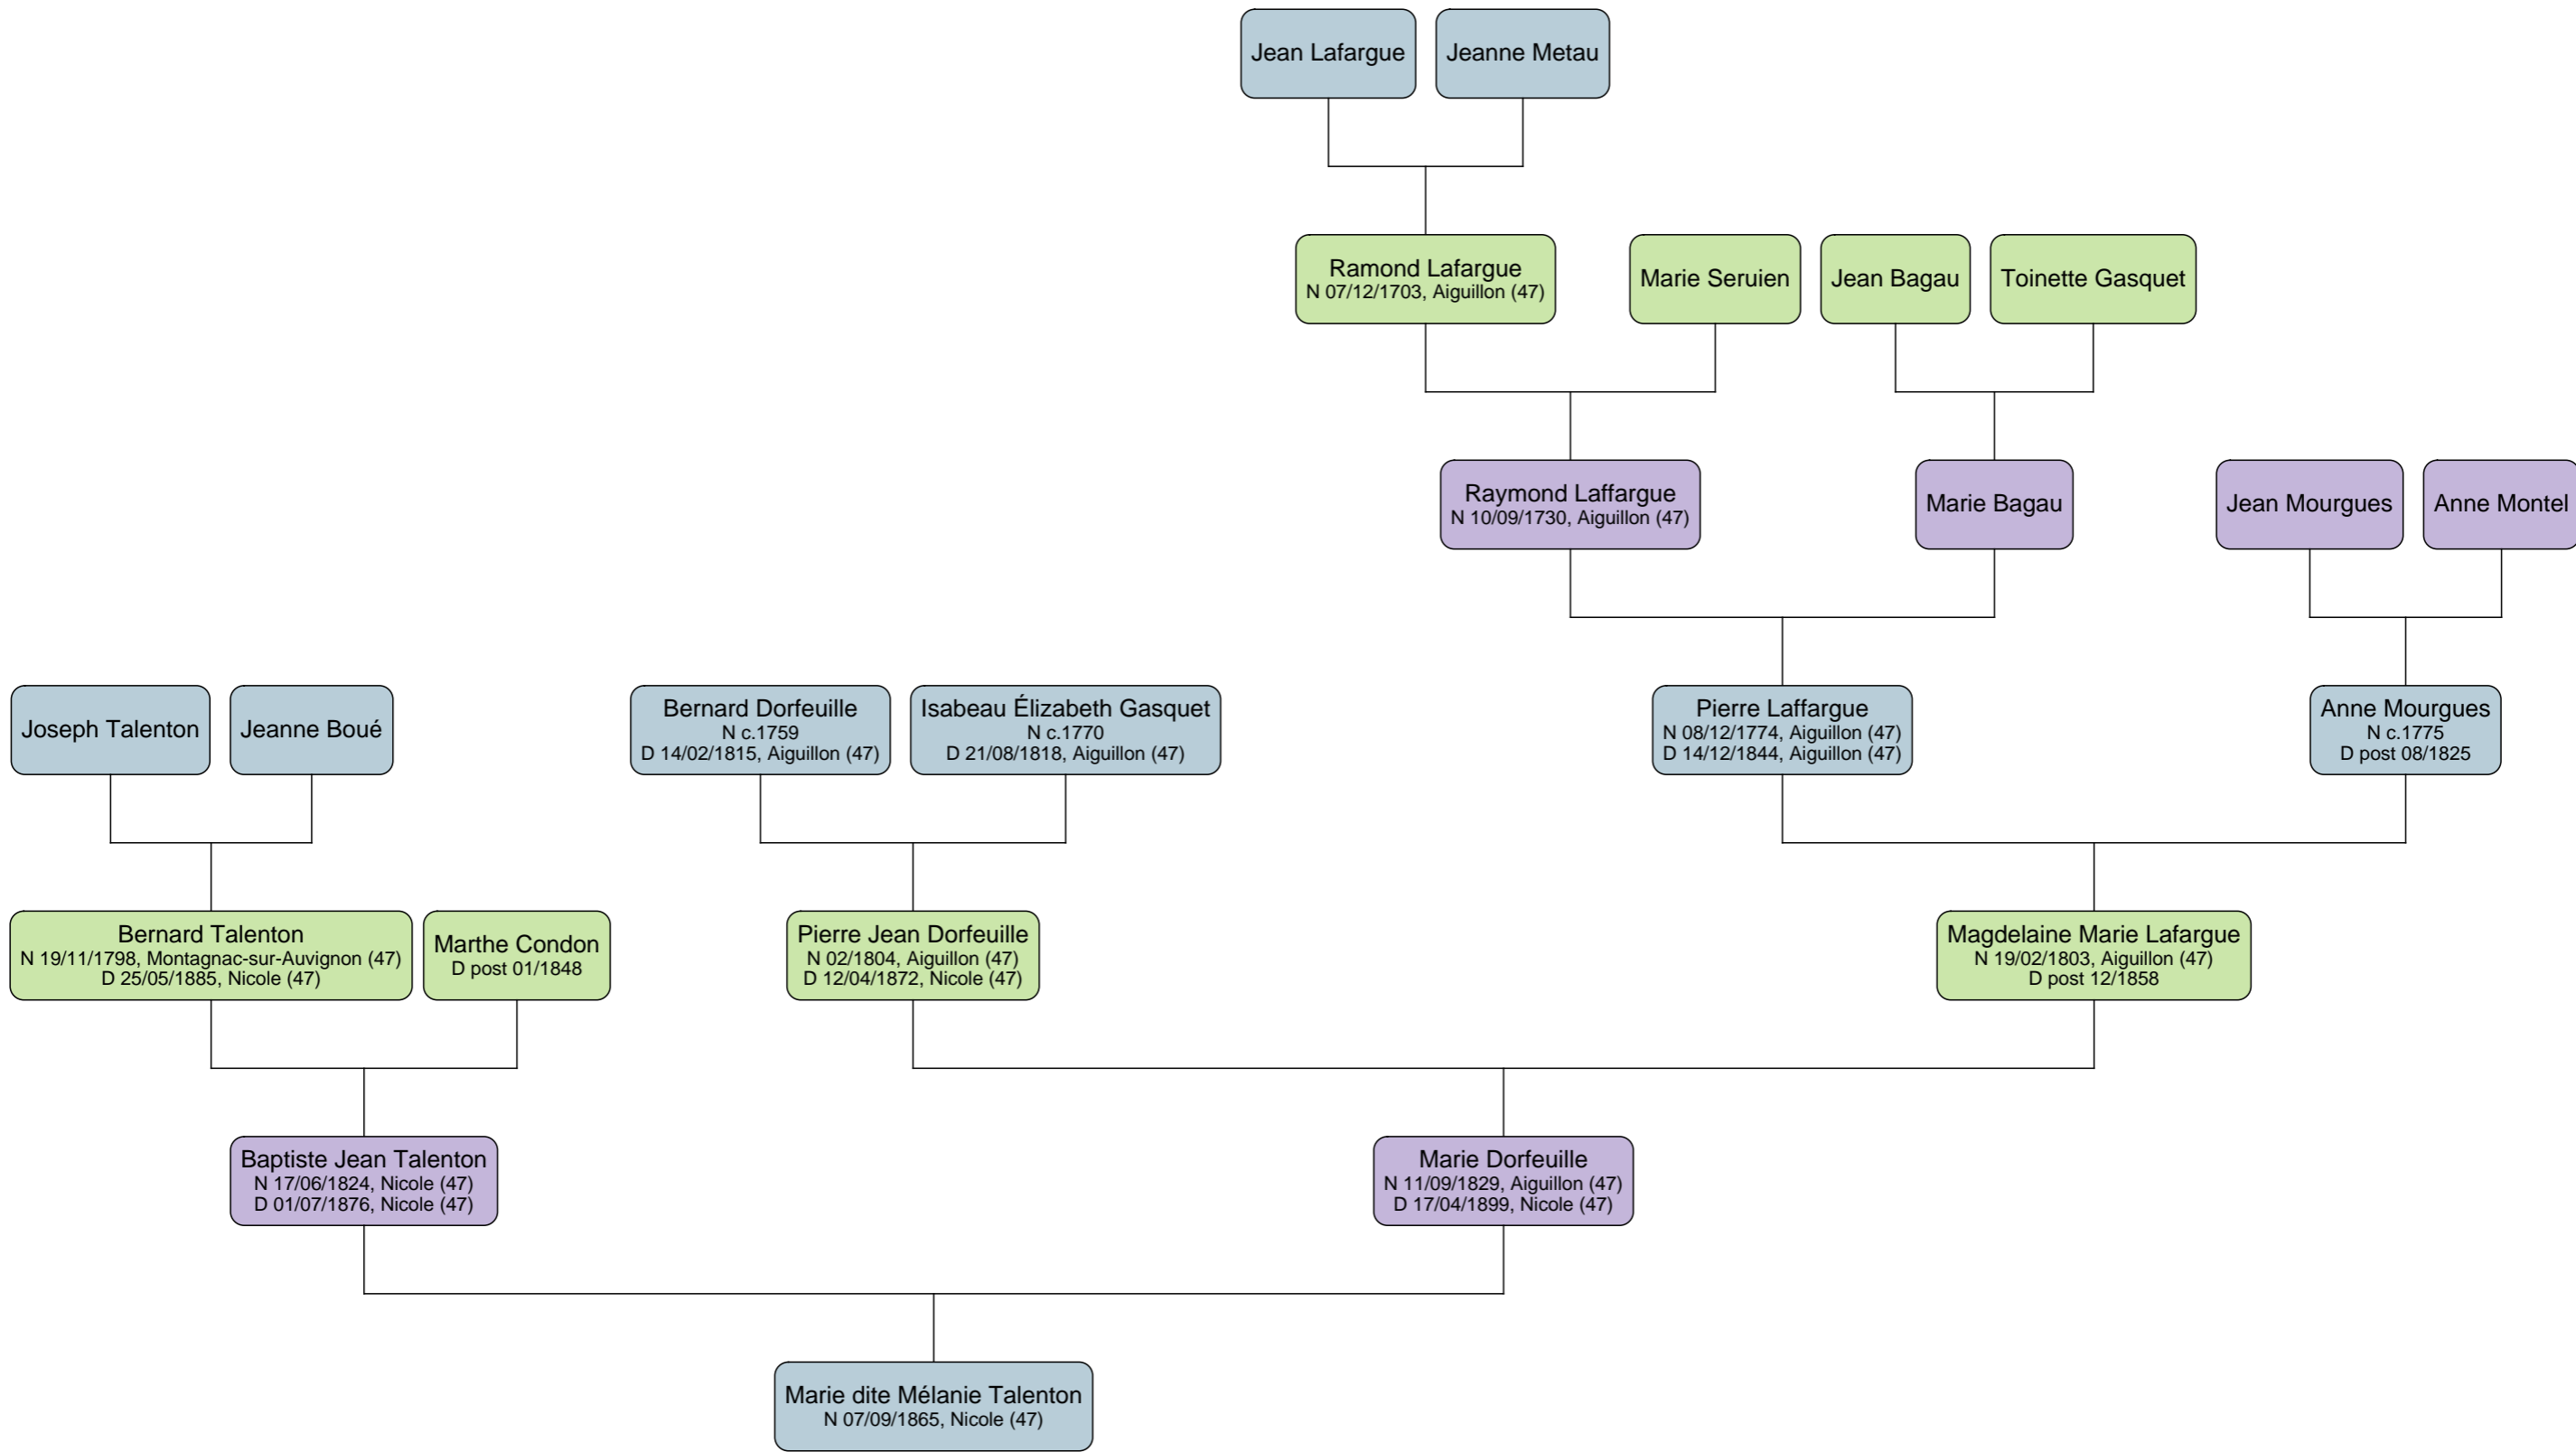 Jean Lafargue
Jeanne Metau
Ramond Lafargue
N 07/12/1703, Aiguillon (47)
Marie Seruien
Jean Bagau
Toinette Gasquet
Raymond Laffargue
N 10/09/1730, Aiguillon (47)
Marie Bagau
Jean Mourgues
Anne Montel
Joseph Talenton
Jeanne Boué
Bernard Dorfeuille
N c.1759
D 14/02/1815, Aiguillon (47)
Isabeau Élizabeth Gasquet
N c.1770
D 21/08/1818, Aiguillon (47)
Pierre Laffargue
N 08/12/1774, Aiguillon (47)
D 14/12/1844, Aiguillon (47)
Anne Mourgues
N c.1775
D post 08/1825
Bernard Talenton
N 19/11/1798, Montagnac-sur-Auvignon (47)
D 25/05/1885, Nicole (47)
Marthe Condon
D post 01/1848
Pierre Jean Dorfeuille
N 02/1804, Aiguillon (47)
D 12/04/1872, Nicole (47)
Magdelaine Marie Lafargue
N 19/02/1803, Aiguillon (47)
D post 12/1858
Baptiste Jean Talenton
N 17/06/1824, Nicole (47)
D 01/07/1876, Nicole (47)
Marie Dorfeuille
N 11/09/1829, Aiguillon (47)
D 17/04/1899, Nicole (47)
Marie dite Mélanie Talenton
N 07/09/1865, Nicole (47)